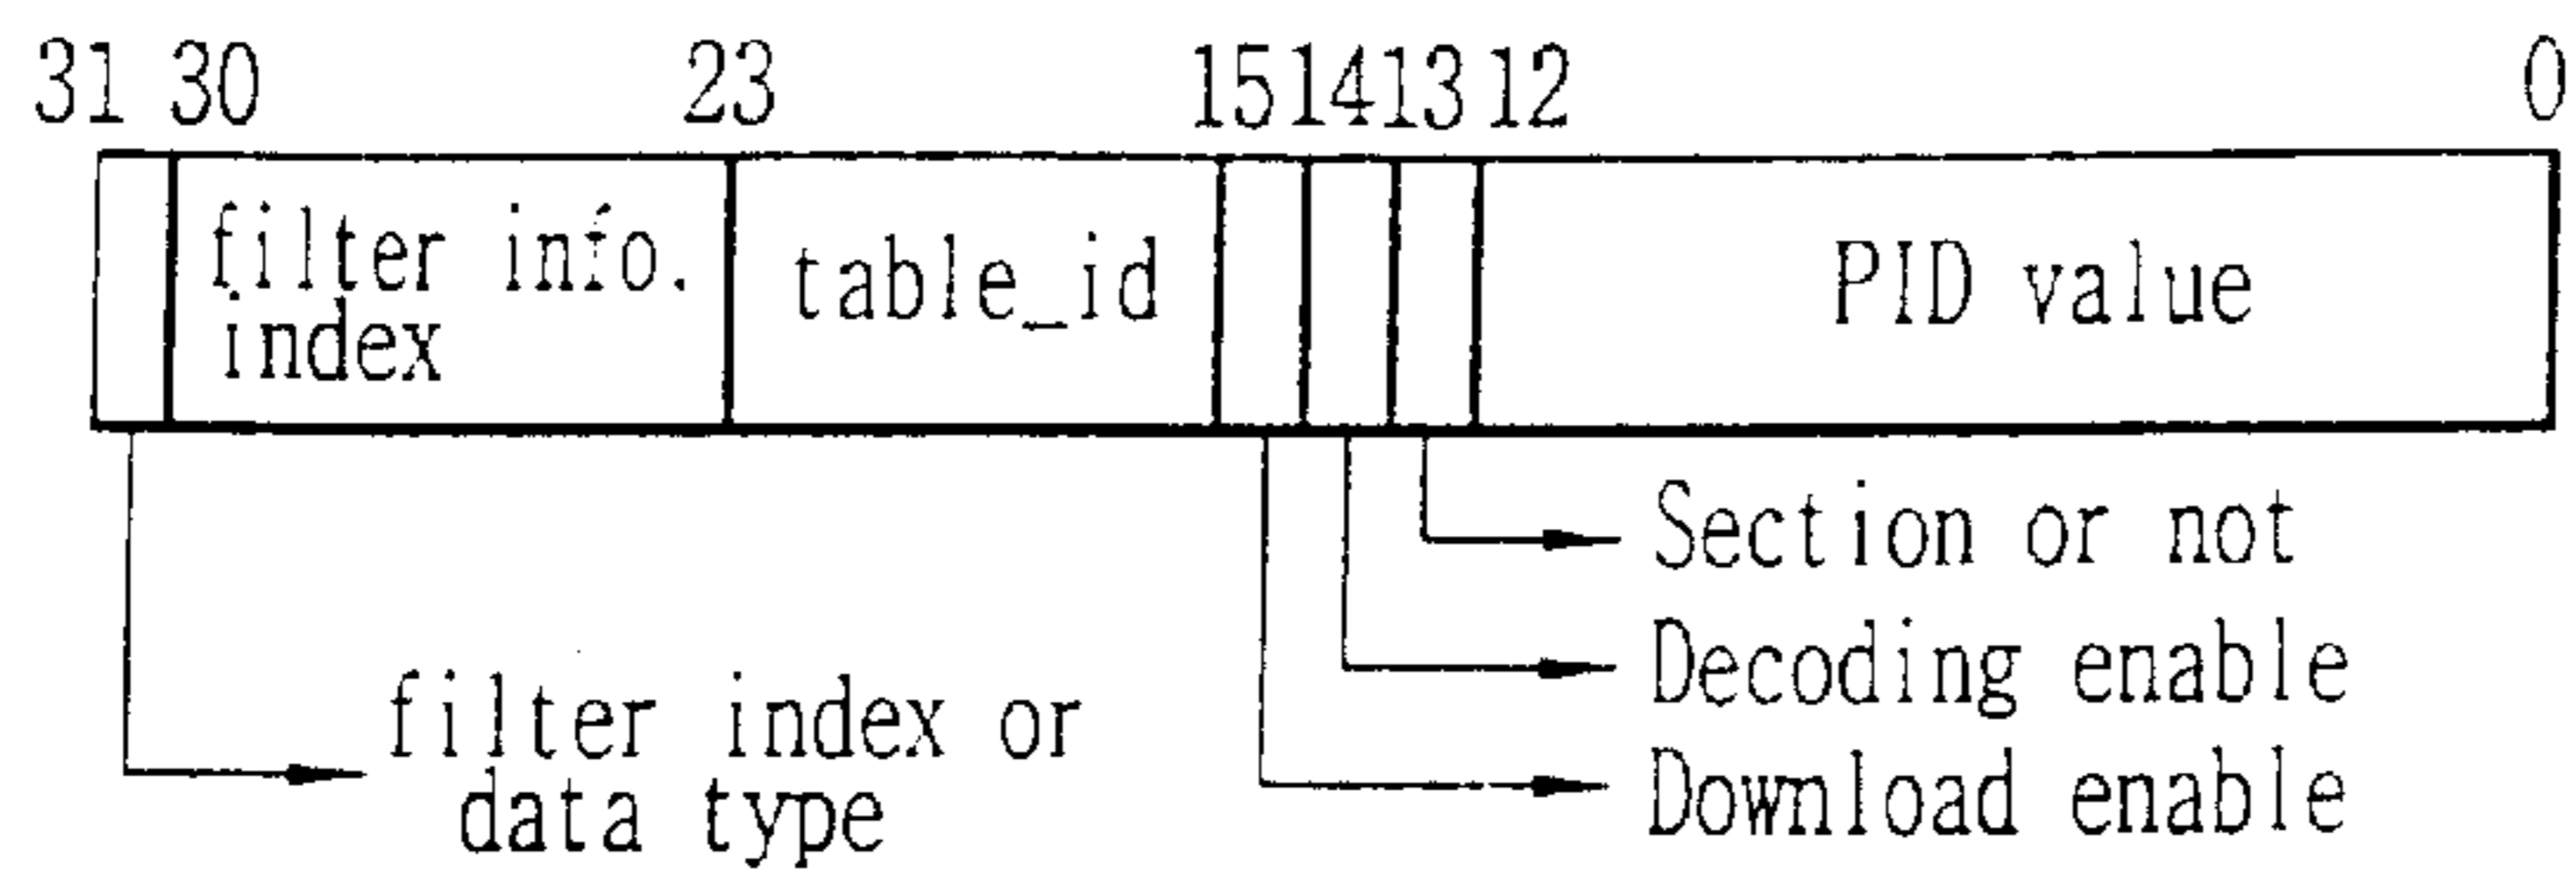 31 30 23 15 14 13 12 0
filter info.
index
table_id
PID value
Section or not
Decoding enable
filter index or
data type
Download enable